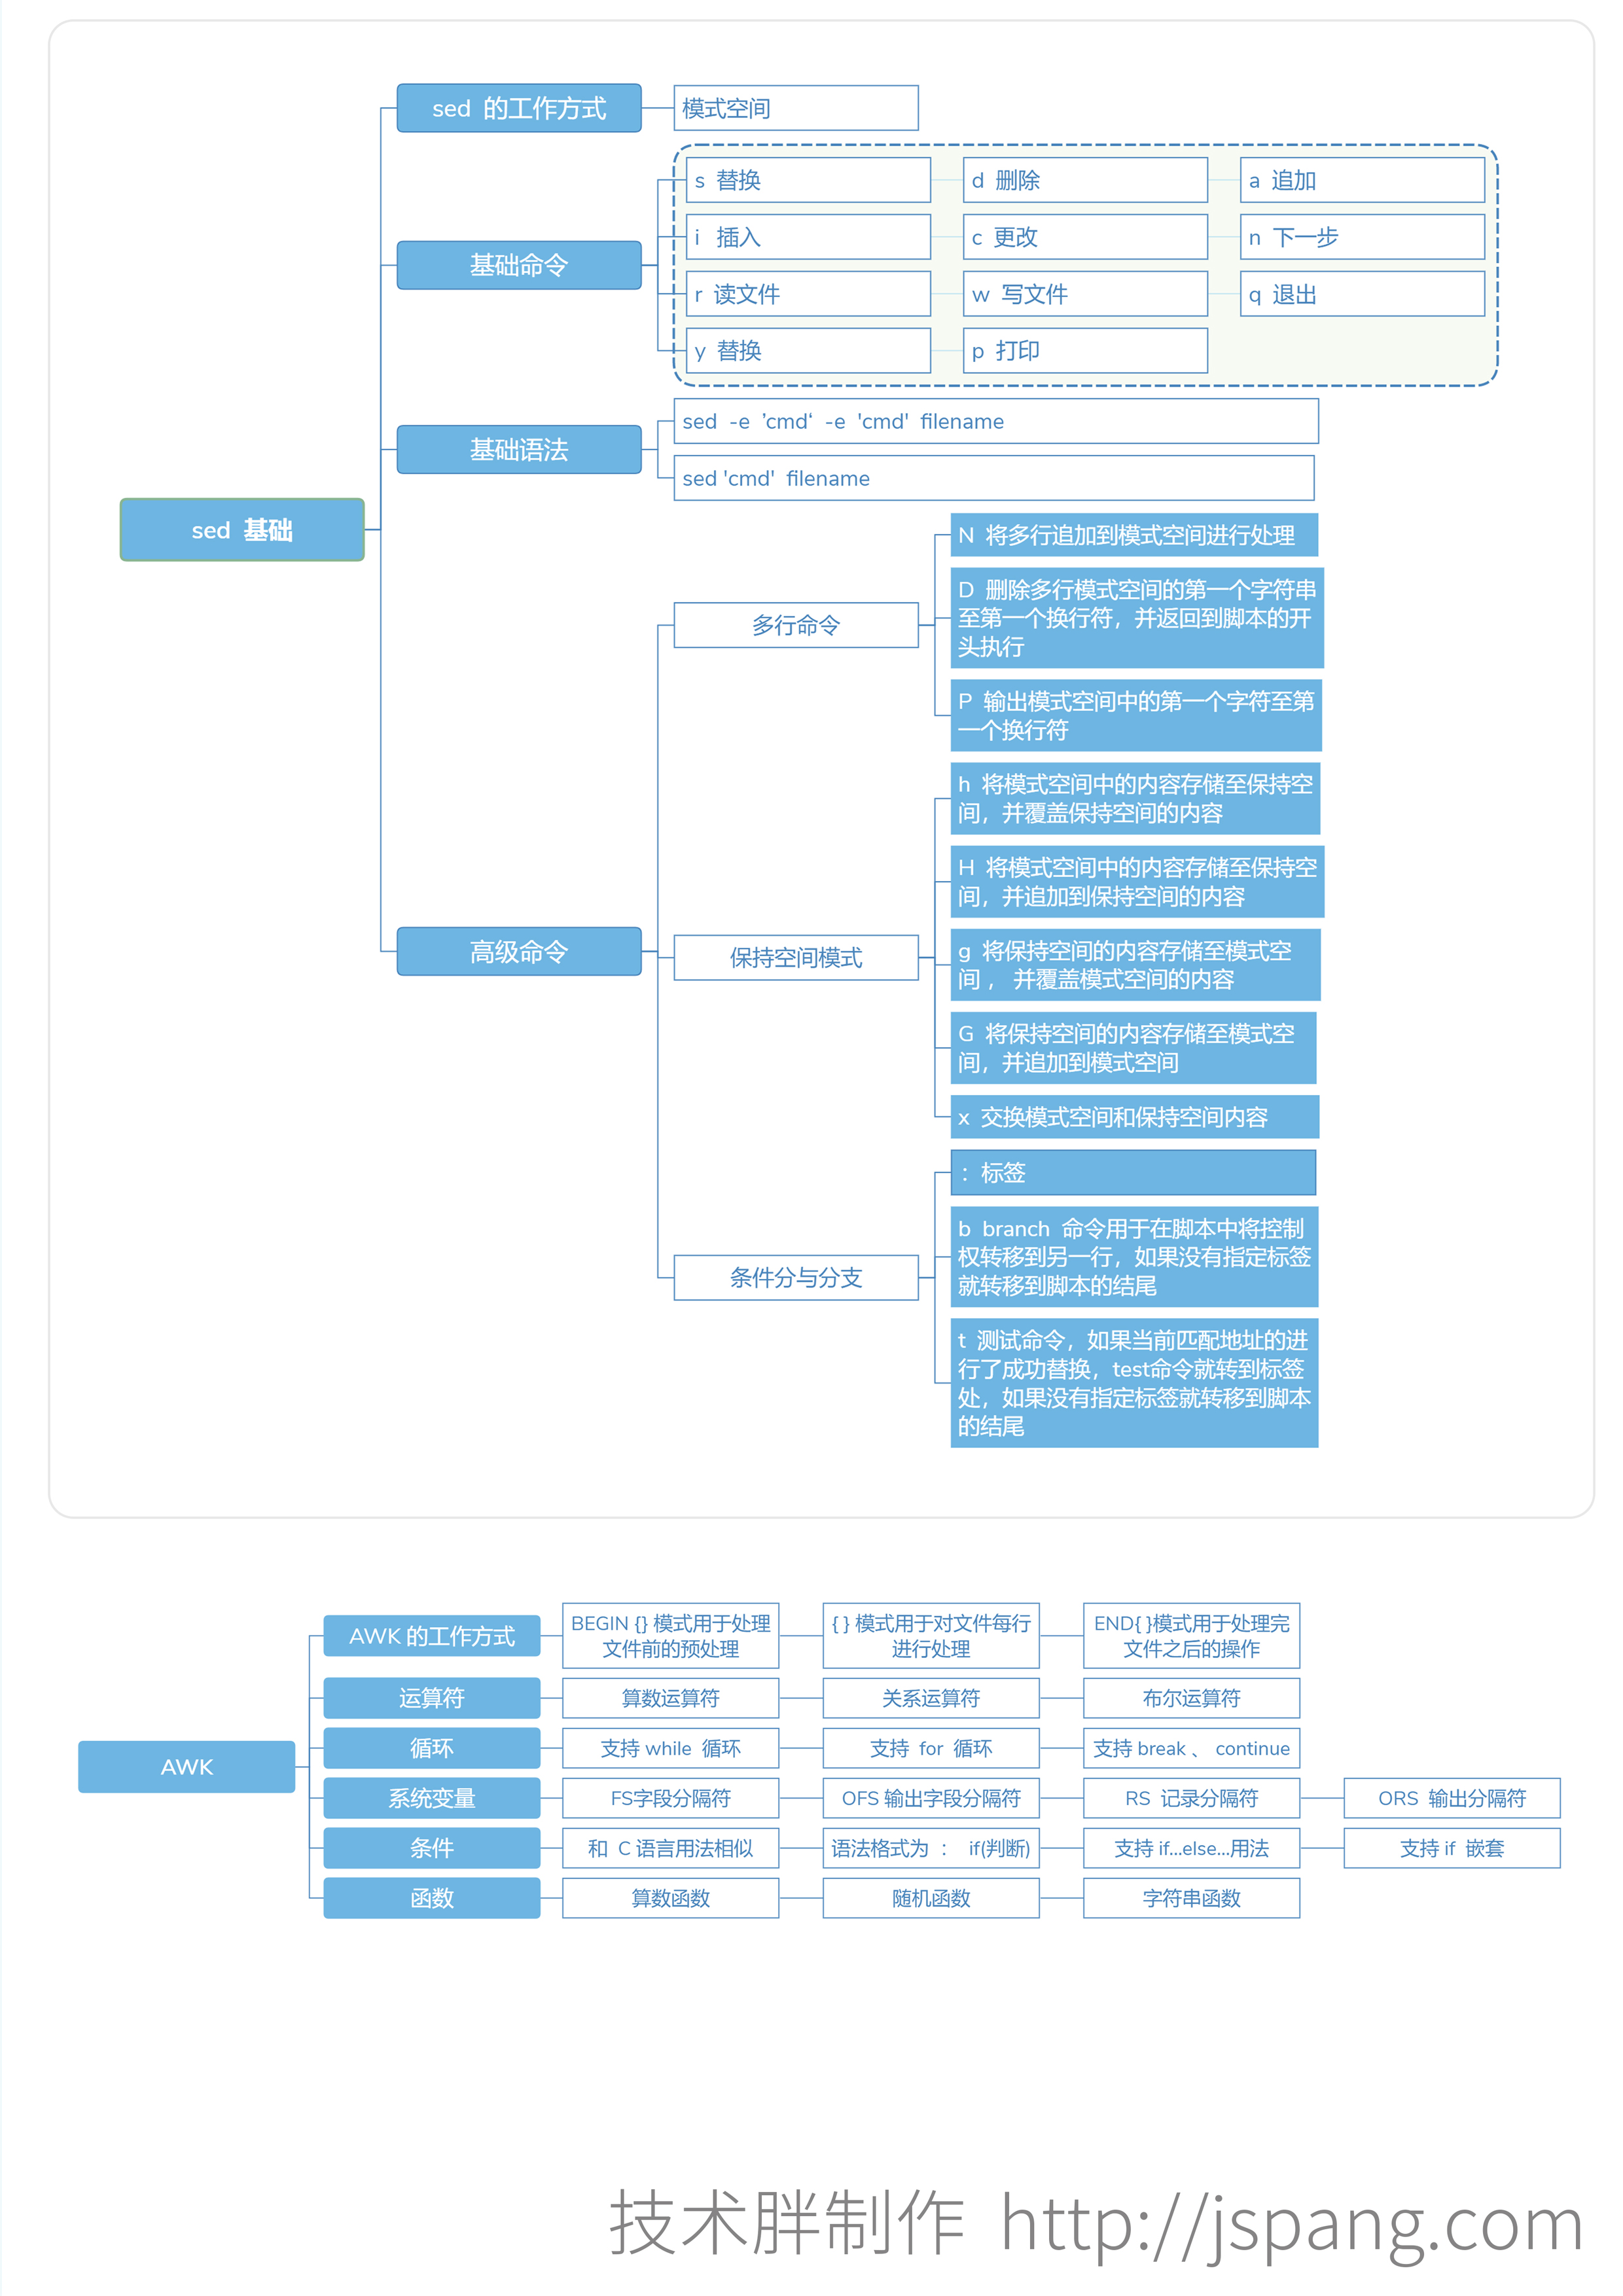 sed 的工作方式
模式空间
s 替换
d 删除
a 追加
i 插入
c 更改
n 下一步
基础命令
r 读文件
w 写文件
q 退出
y 替换
p 打印
sed -e ’cmd‘ -e 'cmd' filename
基础语法
sed 'cmd' filename
sed 基础
N 将多行追加到模式空间进行处理
D 删除多行模式空间的第一个字符串
至第一个换行符，并返回到脚本的开
头执行
多行命令
P 输出模式空间中的第一个字符至第
一个换行符
h 将模式空间中的内容存储至保持空
间，并覆盖保持空间的内容
H 将模式空间中的内容存储至保持空
间，并追加到保持空间的内容
高级命令
保持空间模式
g 将保持空间的内容存储至模式空
间 ， 并覆盖模式空间的内容
G 将保持空间的内容存储至模式空
间，并追加到模式空间
x 交换模式空间和保持空间内容
：标签
b branch 命令用于在脚本中将控制
权转移到另一行，如果没有指定标签
就转移到脚本的结尾
条件分与分支
t 测试命令，如果当前匹配地址的进
行了成功替换，test命令就转到标签
处，如果没有指定标签就转移到脚本
的结尾
AWK 的工作方式
BEGIN {} 模式用于处理
文件前的预处理
{ } 模式用于对文件每行
进行处理
END{ }模式用于处理完
文件之后的操作
运算符
算数运算符
关系运算符
布尔运算符
循环
支持 while 循环
支持 for 循环
支持 break 、 continue
AWK
系统变量
FS字段分隔符
OFS 输出字段分隔符
RS 记录分隔符
ORS 输出分隔符
条件
和 C 语言用法相似
语法格式为 ： if(判断)
支持 if...else...用法
支持 if 嵌套
函数
算数函数
随机函数
字符串函数
技术胖制作 http://jspang.com